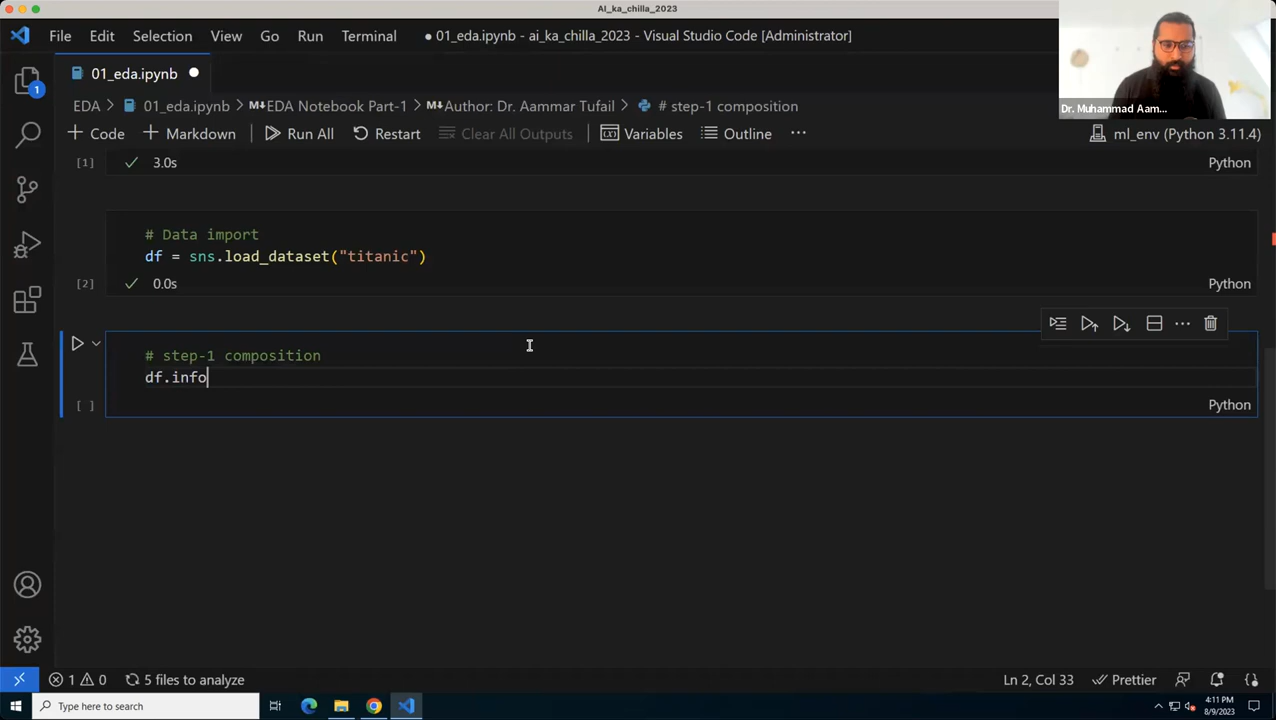 AI_ka_chilla_2023
File Edit Selection View Go Run Terminal ● 01_eda.ipynb - ai_ka_chilla_2023 - Visual Studio Code [Administrator]
01_eda.ipynb
EDA > 01_eda.ipynb > M↓EDA Notebook Part-1 > M↓Author: Dr. Aammar Tufail > # step-1 composition
Dr. Muhammad Aam...
+ Code + Markdown Run All Restart Clear All Outputs Variables Outline ... ml_env (Python 3.11.4)
1
[1] 3.0s Python
# Data import
df = sns.load_dataset("titanic")
[2] 0.0s Python
# step-1 composition
df.info
[ ] Python
1 0 5 files to analyze Ln 2, Col 33 Prettier
Type here to search
4:11 PM
8/9/2023